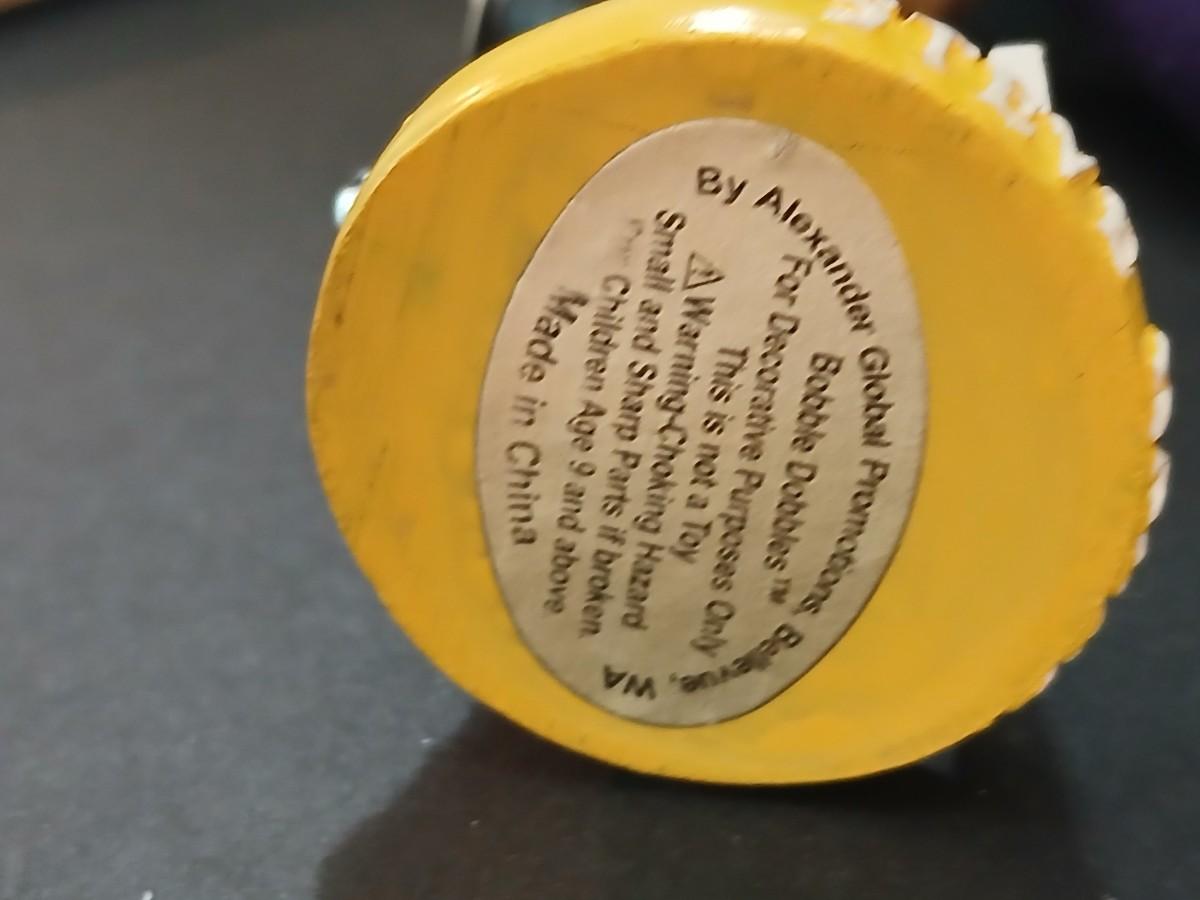 By Alexander Global Promotions, Bellevue, WA
Bobble Dobbles™
For Decorative Purposes Only
This is not a Toy
⚠ Warning-Choking Hazard
Small and Sharp Parts if broken.
Children Age 9 and above.
Made in China